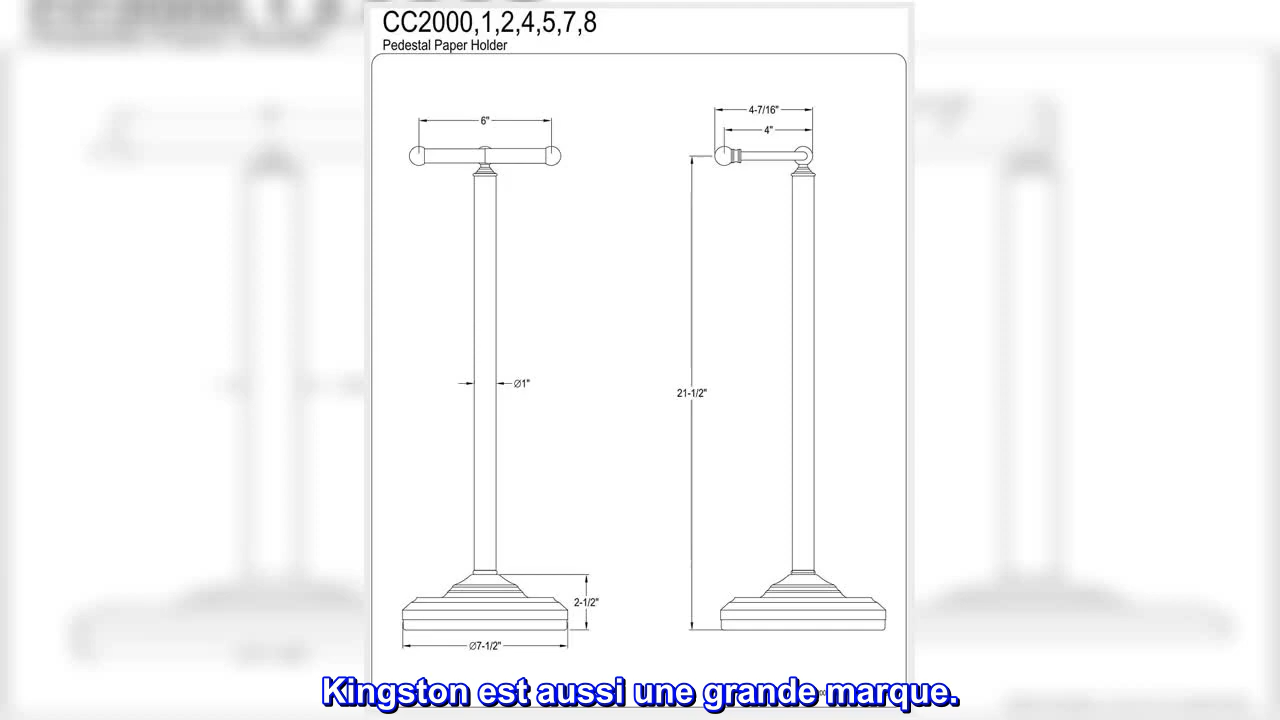 CC2000,1,2,4,5,7,8
Pedestal Paper Holder
4-7/16"
6"
4"
Ø1"
21-1/2"
2-1/2"
Ø7-1/2"
Kingston est aussi une grande marque.